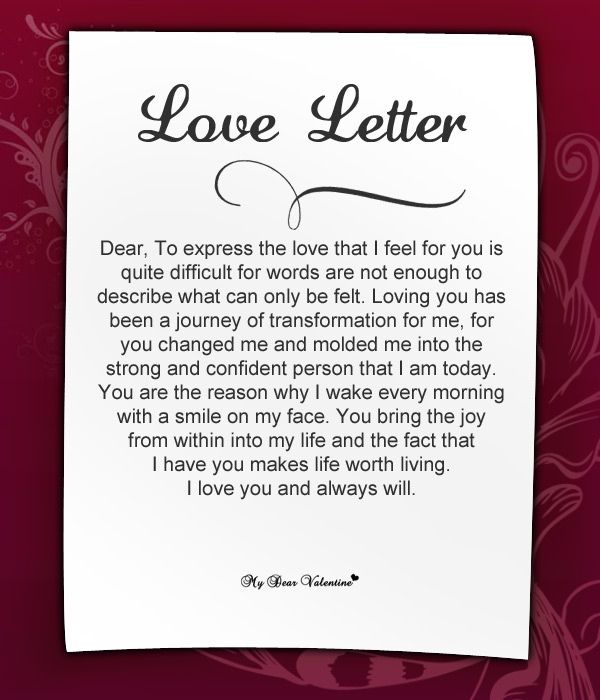 Love Letter
Dear, To express the love that I feel for you is
quite difficult for words are not enough to
describe what can only be felt. Loving you has
been a journey of transformation for me, for
you changed me and molded me into the
strong and confident person that I am today.
You are the reason why I wake every morning
with a smile on my face. You bring the joy
from within into my life and the fact that
I have you makes life worth living.
I love you and always will.
My Dear Valentine